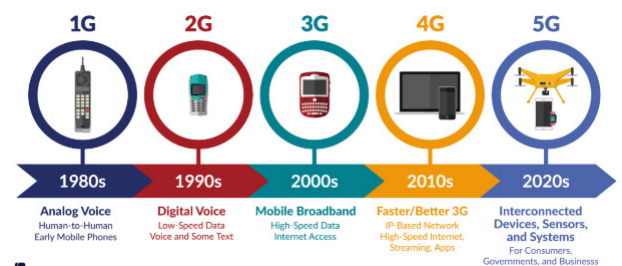 1G 2G 3G 4G 5G
1980s 1990s 2000s 2010s 2020s
Analog Voice
Human-to-Human
Early Mobile Phones
Digital Voice
Low-Speed Data
Voice and Some Text
Mobile Broadband
High-Speed Data
Internet Access
Faster/Better 3G
IP-Based Network
High-Speed Internet,
Streaming, Apps
Interconnected
Devices, Sensors,
and Systems
For Consumers,
Governments, and Businesss